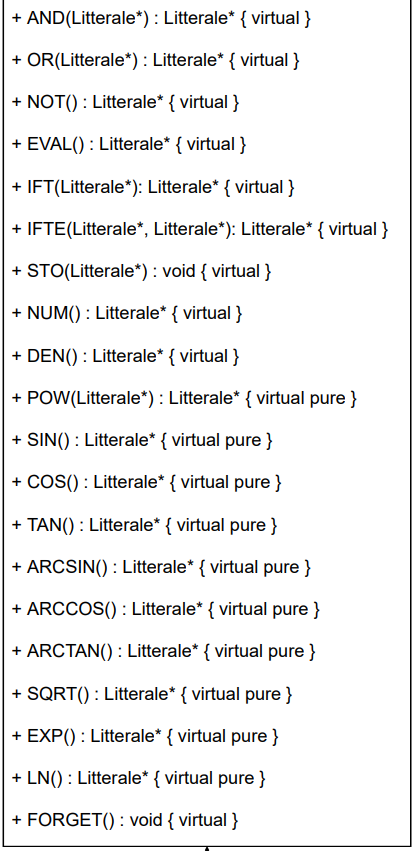 + AND(Litterale*) : Litterale* { virtual }
+ OR(Litterale*) : Litterale* { virtual }
+ NOT() : Litterale* { virtual }
+ EVAL() : Litterale* { virtual }
+ IFT(Litterale*): Litterale* { virtual }
+ IFTE(Litterale*, Litterale*): Litterale* { virtual }
+ STO(Litterale*) : void { virtual }
+ NUM() : Litterale* { virtual }
+ DEN() : Litterale* { virtual }
+ POW(Litterale*) : Litterale* { virtual pure }
+ SIN() : Litterale* { virtual pure }
+ COS() : Litterale* { virtual pure }
+ TAN() : Litterale* { virtual pure }
+ ARCSIN() : Litterale* { virtual pure }
+ ARCCOS() : Litterale* { virtual pure }
+ ARCTAN() : Litterale* { virtual pure }
+ SQRT() : Litterale* { virtual pure }
+ EXP() : Litterale* { virtual pure }
+ LN() : Litterale* { virtual pure }
+ FORGET() : void { virtual }